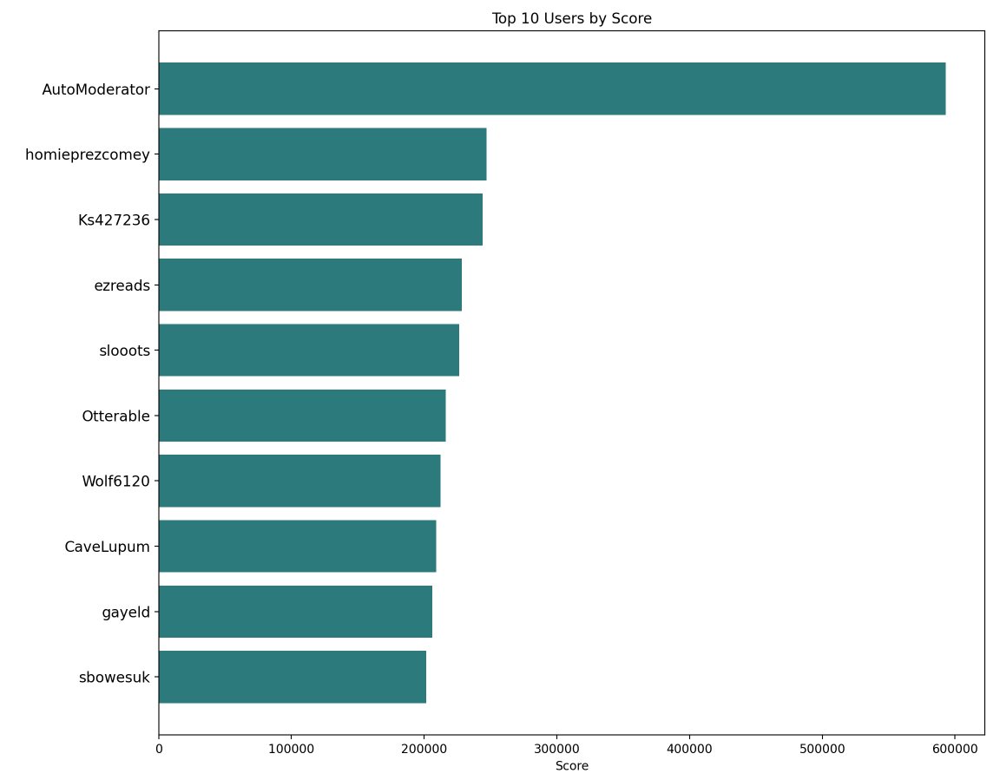 Top 10 Users by Score
AutoModerator
homieprezcomey
Ks427236
ezreads
slooots
Otterable
Wolf6120
CaveLupum
gayeld
sbowesuk
0 100000 200000 300000 400000 500000 600000
Score